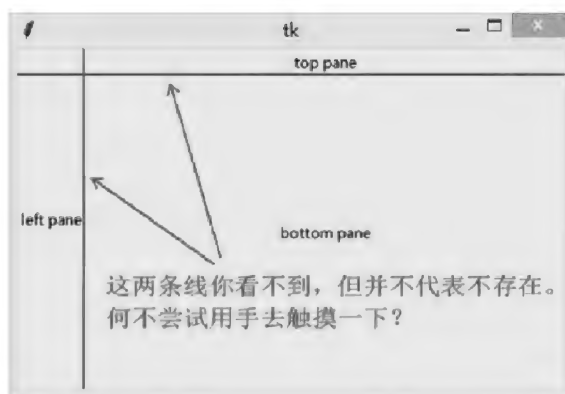 tk
top pane
left pane
bottom pane
这两条线你看不到，但并不代表不存在。
何不尝试用手去触摸一下？